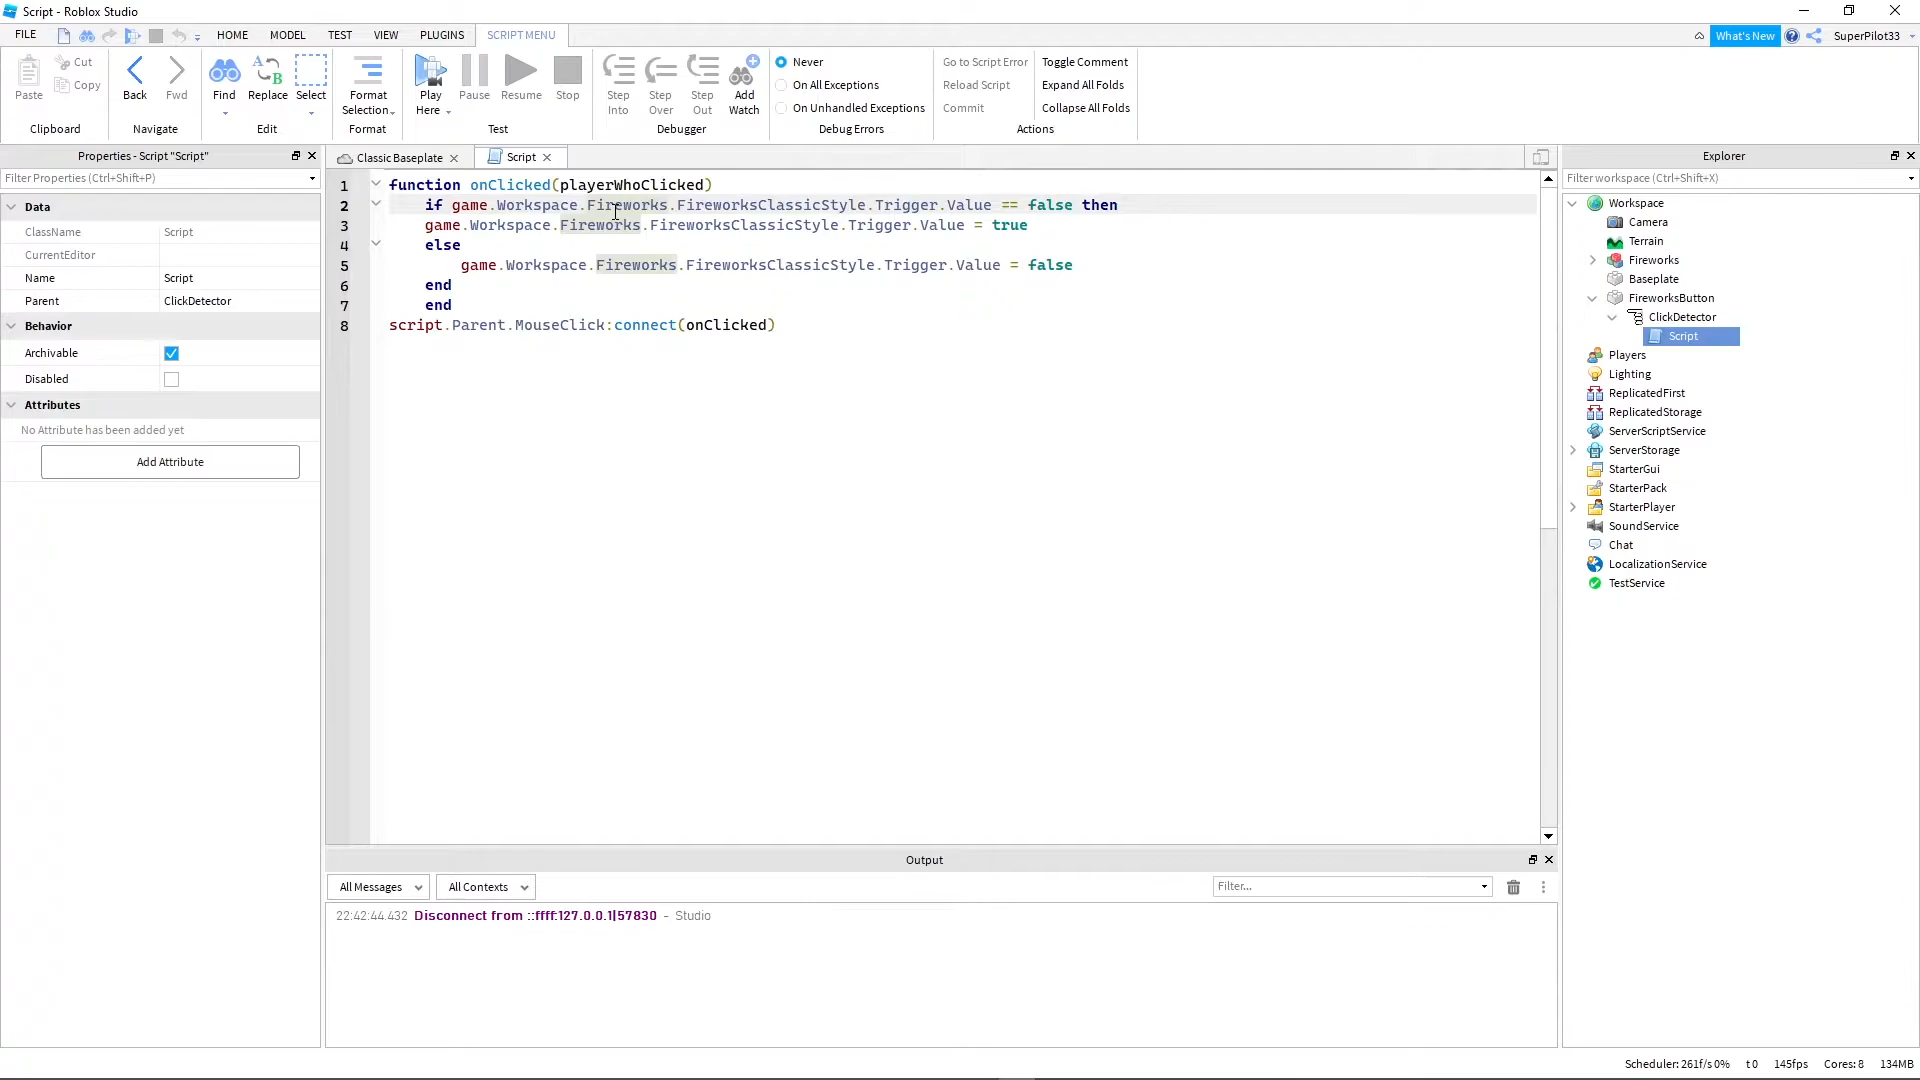 Script - Roblox Studio
FILE HOME MODEL TEST VIEW PLUGINS SCRIPT MENU What's New SuperPilot33
Paste
Cut
Copy
Clipboard
Back
Fwd
Navigate
Find
Replace
Select
Edit
Format
Selection
Format
Play
Here
Pause
Resume
Stop
Test
Step
Into
Step
Over
Step
Out
Add
Watch
Debugger
Never
On All Exceptions
On Unhandled Exceptions
Debug Errors
Go to Script Error
Reload Script
Commit
Toggle Comment
Expand All Folds
Collapse All Folds
Actions
Properties - Script "Script"
Filter Properties (Ctrl+Shift+P)
Data
ClassName Script
CurrentEditor
Name Script
Parent ClickDetector
Behavior
Archivable
Disabled
Attributes
No Attribute has been added yet
Add Attribute
Classic Baseplate
Script
1 function onClicked(playerWhoClicked)
2 if game.Workspace.Fireworks.FireworksClassicStyle.Trigger.Value == false then
3 game.Workspace.Fireworks.FireworksClassicStyle.Trigger.Value = true
4 else
5 game.Workspace.Fireworks.FireworksClassicStyle.Trigger.Value = false
6 end
7 end
8 script.Parent.MouseClick:connect(onClicked)
Output
All Messages
All Contexts
Filter...
22:42:44.432 Disconnect from ::ffff:127.0.0.1|57830 - Studio
Explorer
Filter workspace (Ctrl+Shift+X)
Workspace
Camera
Terrain
Fireworks
Baseplate
FireworksButton
ClickDetector
Script
Players
Lighting
ReplicatedFirst
ReplicatedStorage
ServerScriptService
ServerStorage
StarterGui
StarterPack
StarterPlayer
SoundService
Chat
LocalizationService
TestService
Scheduler: 261f/s 0% t 0 145fps Cores: 8 134MB